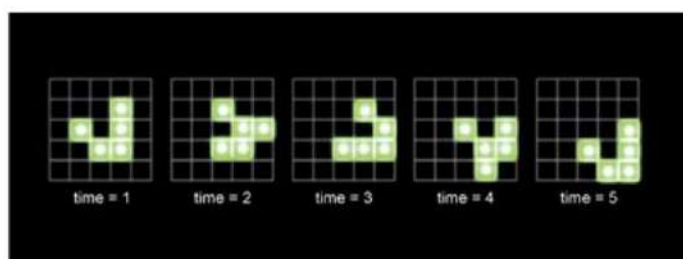 time = 1 time = 2 time = 3 time = 4 time = 5